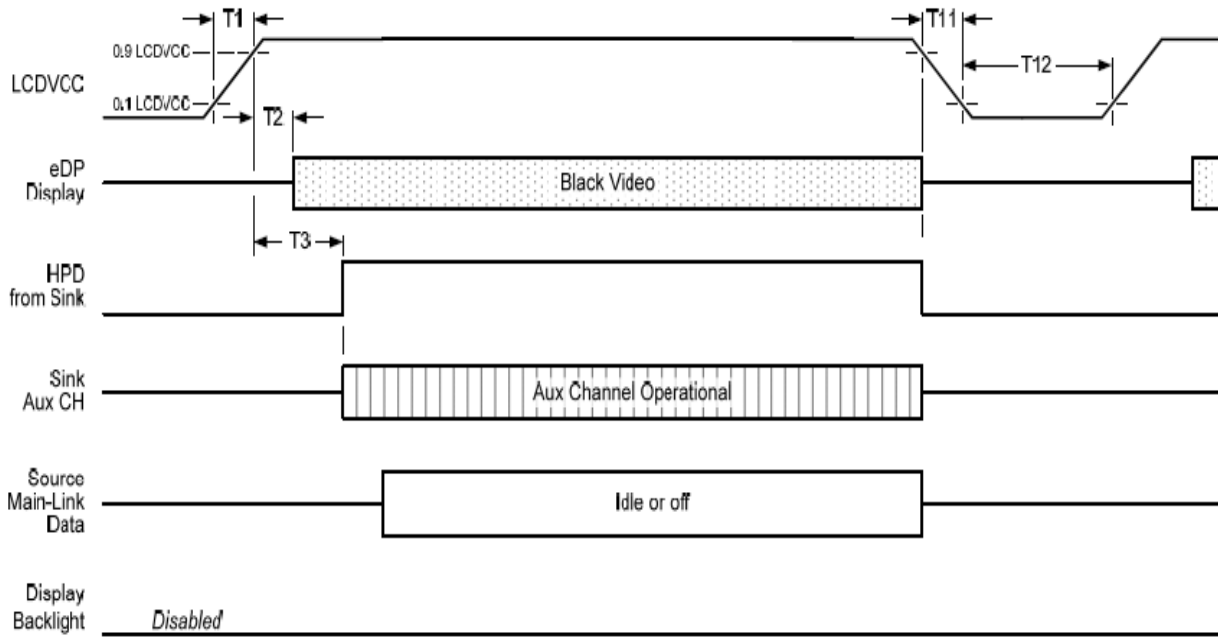 T1
T11
0.9 LCDVCC
LCDVCC
T12
0.1 LCDVCC
T2
eDP
Display
Black Video
T3
HPD
from Sink
Sink
Aux CH
Aux Channel Operational
Source
Main-Link
Data
Idle or off
Display
Backlight
Disabled